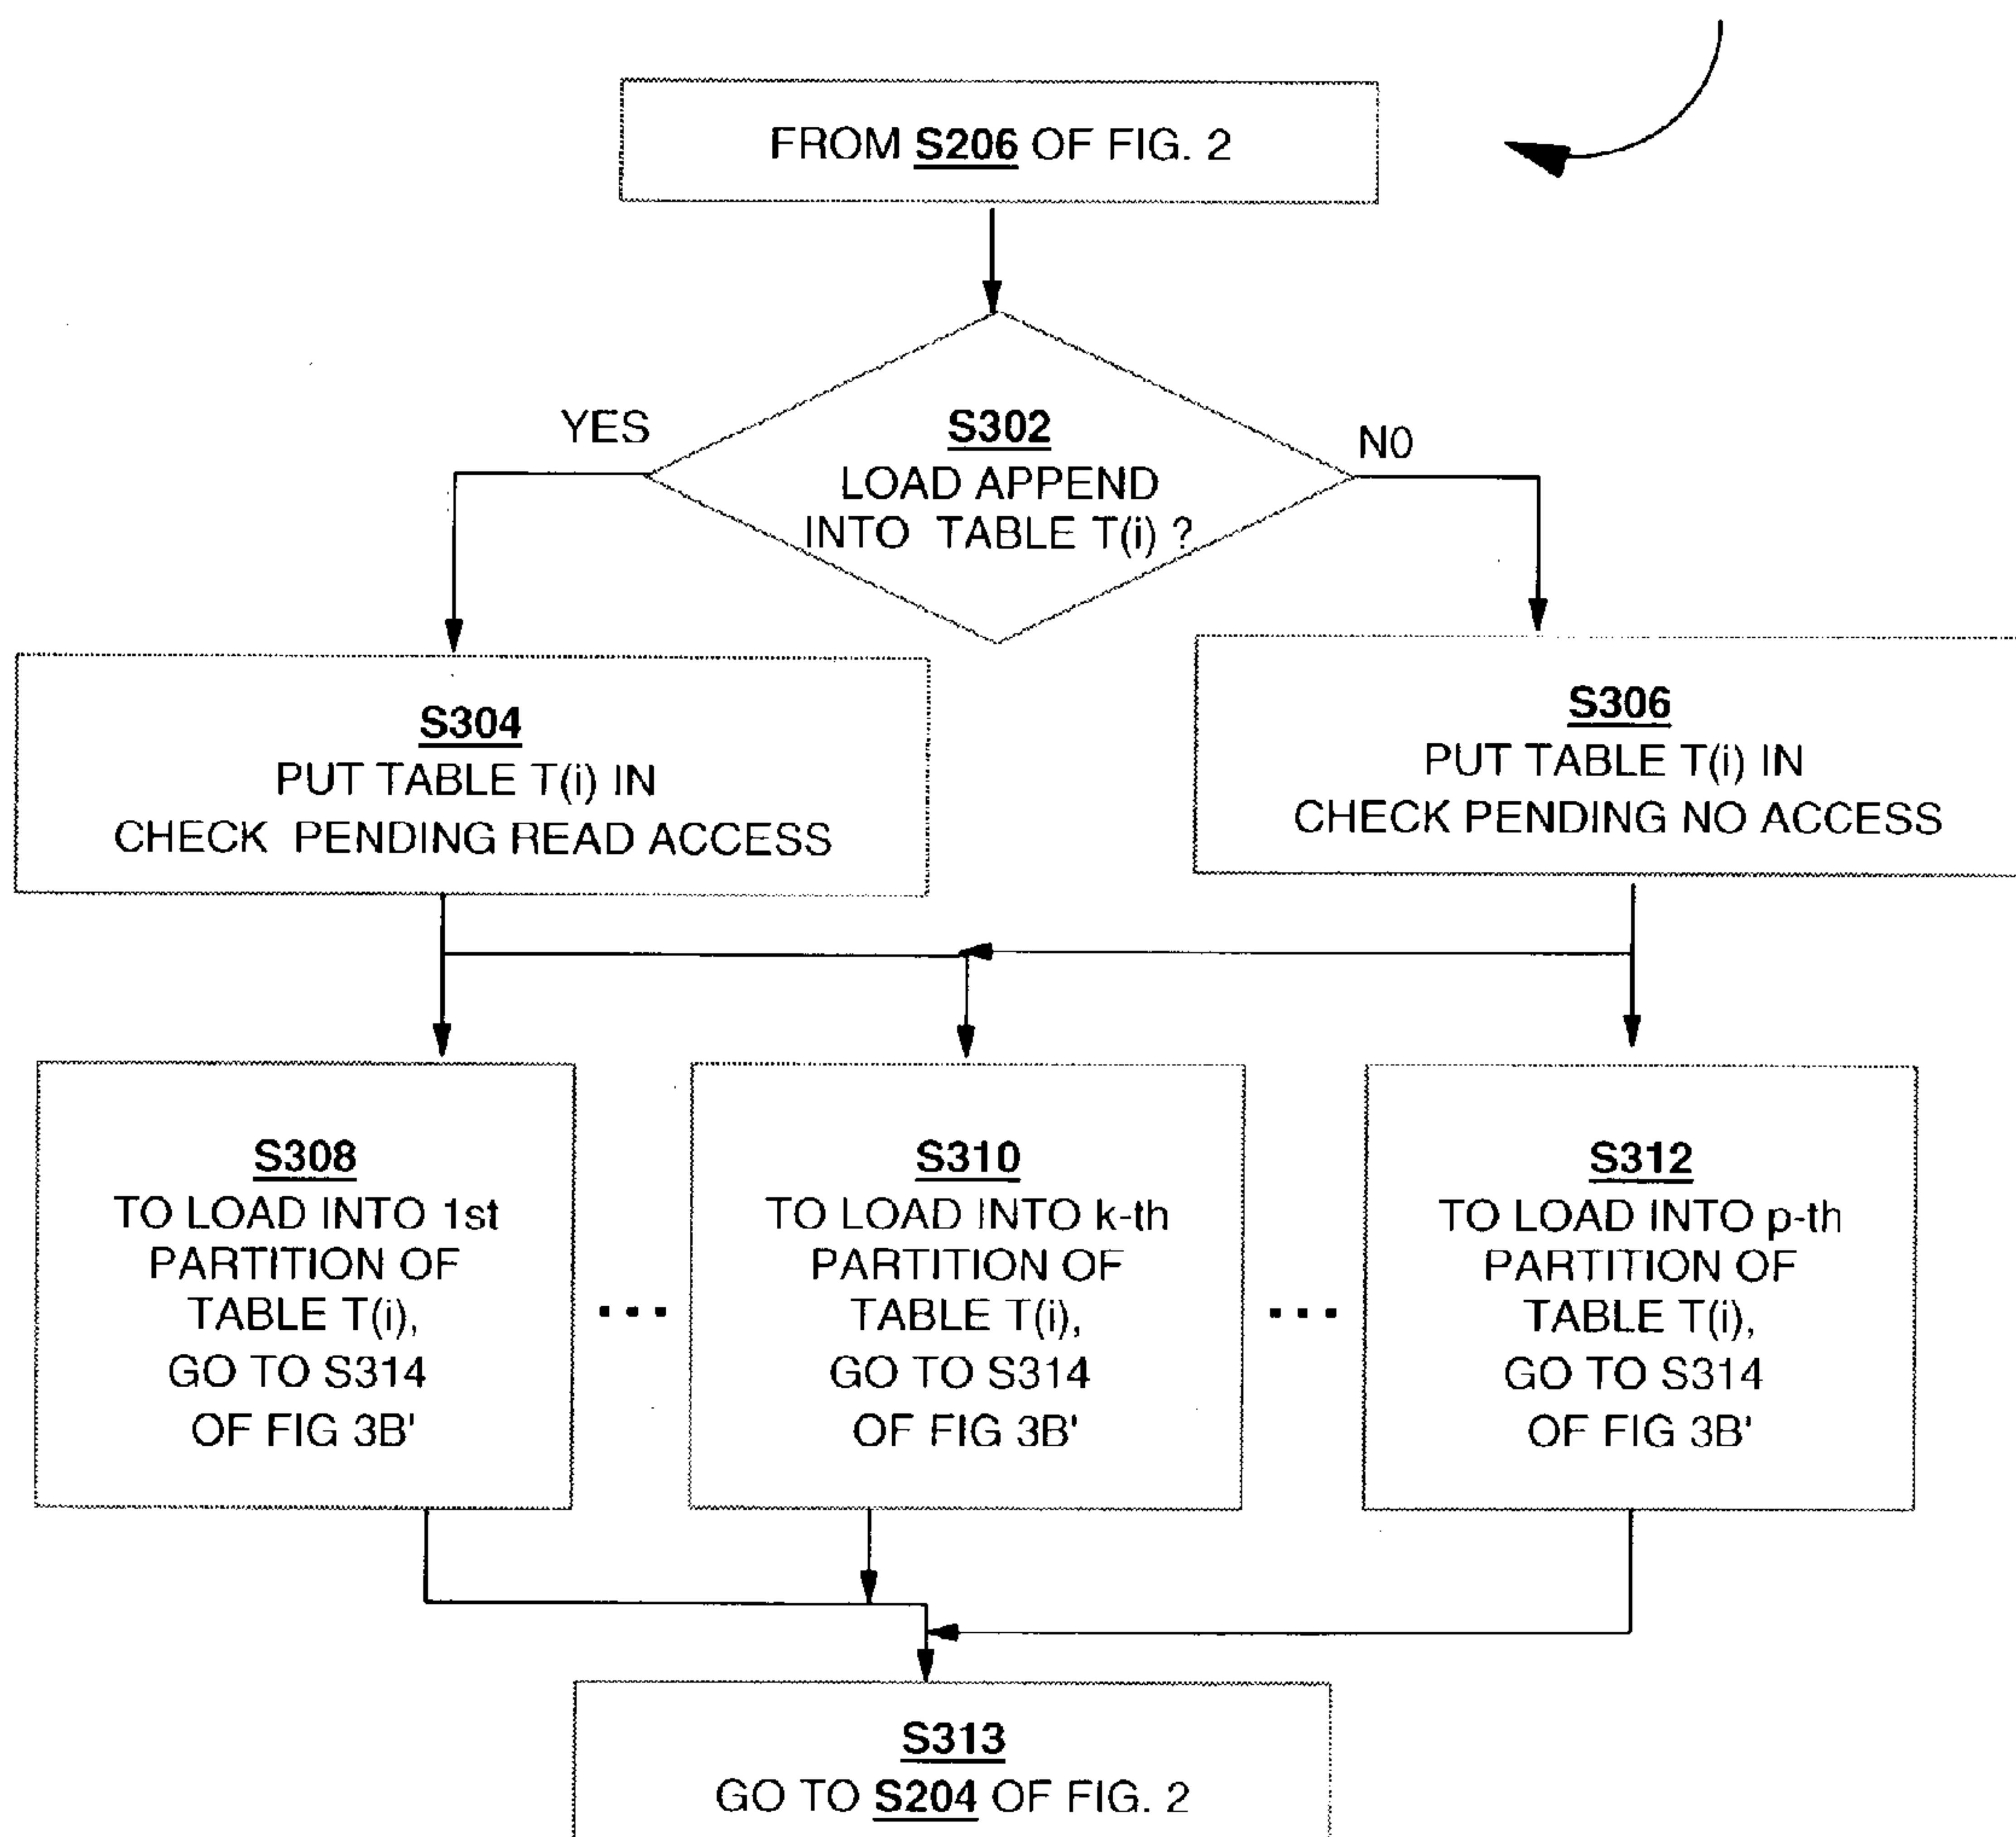 FROM S206 OF FIG. 2
YES
S302
LOAD APPEND
INTO TABLE T(i) ?
NO
S304
PUT TABLE T(i) IN
CHECK PENDING READ ACCESS
S306
PUT TABLE T(i) IN
CHECK PENDING NO ACCESS
S308
TO LOAD INTO 1st
PARTITION OF
TABLE T(i),
GO TO S314
OF FIG 3B'
...
S310
TO LOAD INTO k-th
PARTITION OF
TABLE T(i),
GO TO S314
OF FIG 3B'
...
S312
TO LOAD INTO p-th
PARTITION OF
TABLE T(i),
GO TO S314
OF FIG 3B'
S313
GO TO S204 OF FIG. 2